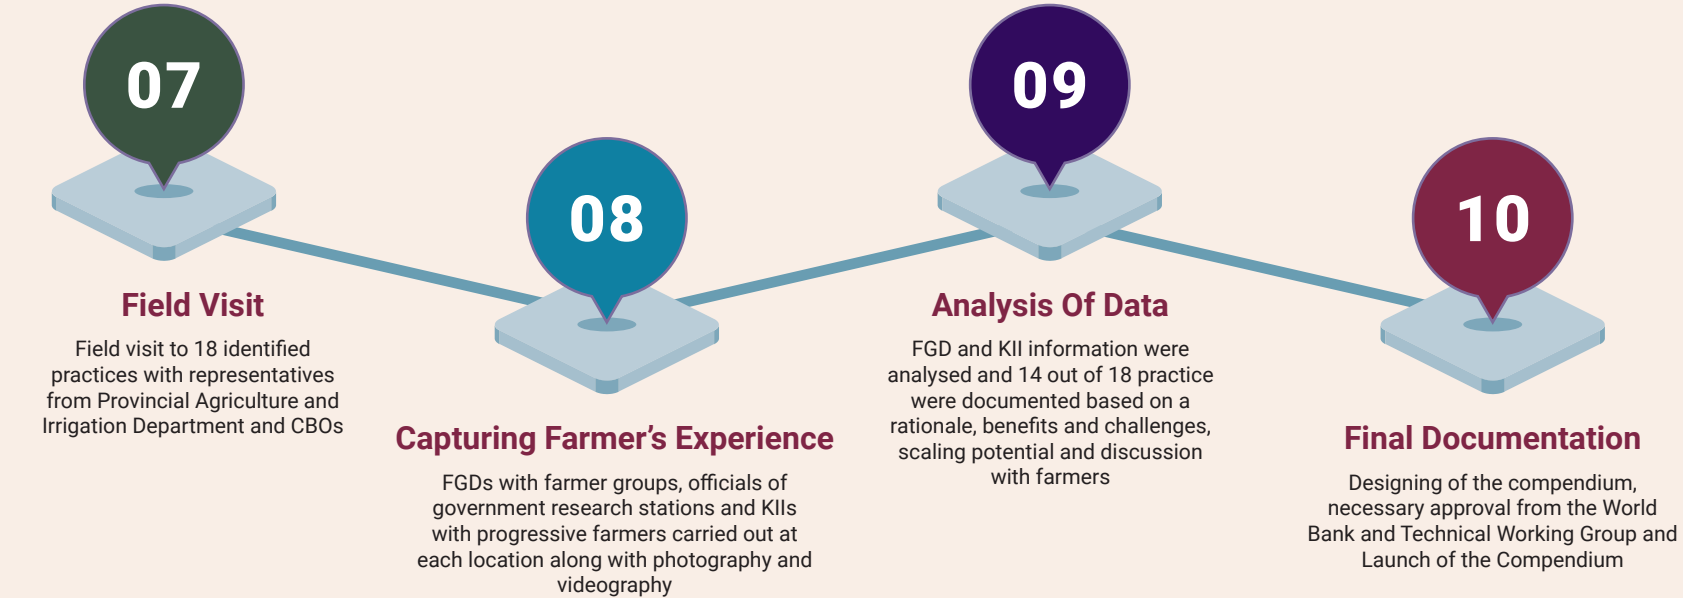 07
Field Visit
Field visit to 18 identified
practices with representatives
from Provincial Agriculture and
Irrigation Department and CBOs
08
Capturing Farmer’s Experience
FGDs with farmer groups, officials of
government research stations and KIIs
with progressive farmers carried out at
each location along with photography and
videography
09
Analysis Of Data
FGD and KII information were
analysed and 14 out of 18 practice
were documented based on a
rationale, benefits and challenges,
scaling potential and discussion
with farmers
10
Final Documentation
Designing of the compendium,
necessary approval from the World
Bank and Technical Working Group and
Launch of the Compendium